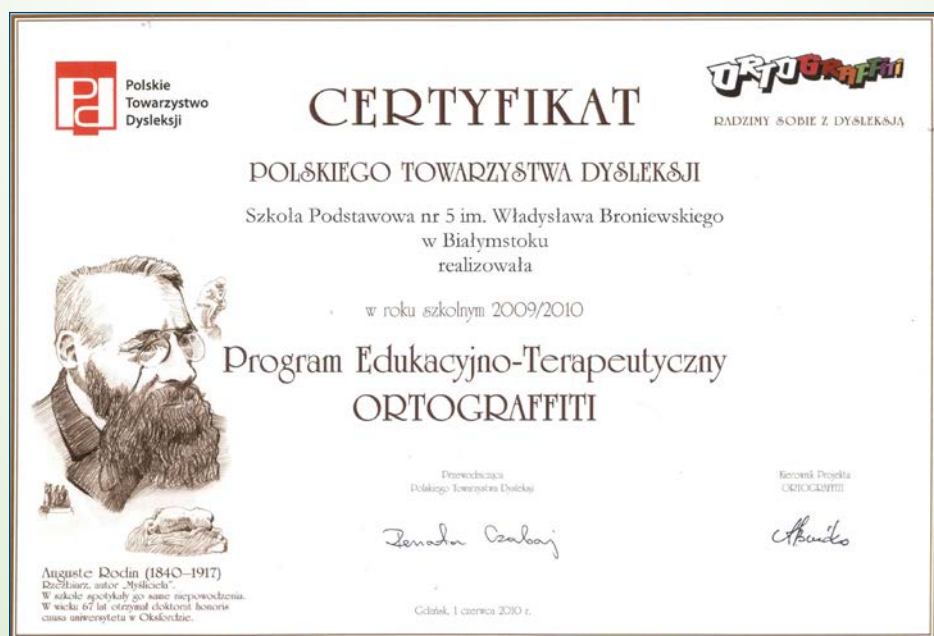 Polskie
Towarzystwo
Dysleksji
ORTOGRAFFITI
RADZIMY SOBIE Z DYSLEKSJĄ
CERTYFIKAT
POLSKIEGO TOWARZYSTWA DYSLEKSJI
Szkoła Podstawowa nr 5 im. Władysława Broniewskiego
w Białymstoku
realizowała
w roku szkolnym 2009/2010
Program Edukacyjno-Terapeutyczny
ORTOGRAFFITI
Przewodnicząca
Polskiego Towarzystwa Dysleksji
Kierownik Projektu
ORTOGRAFFITI
Renata Czabaj
Auguste Rodin (1840–1917)
Rzeźbiarz, autor „Myśliciela”.
W szkole spotykały go same niepowodzenia.
W wieku 67 lat otrzymał doktorat honoris
causa uniwersytetu w Oksfordzie.
Gdańsk, 1 czerwca 2010 r.